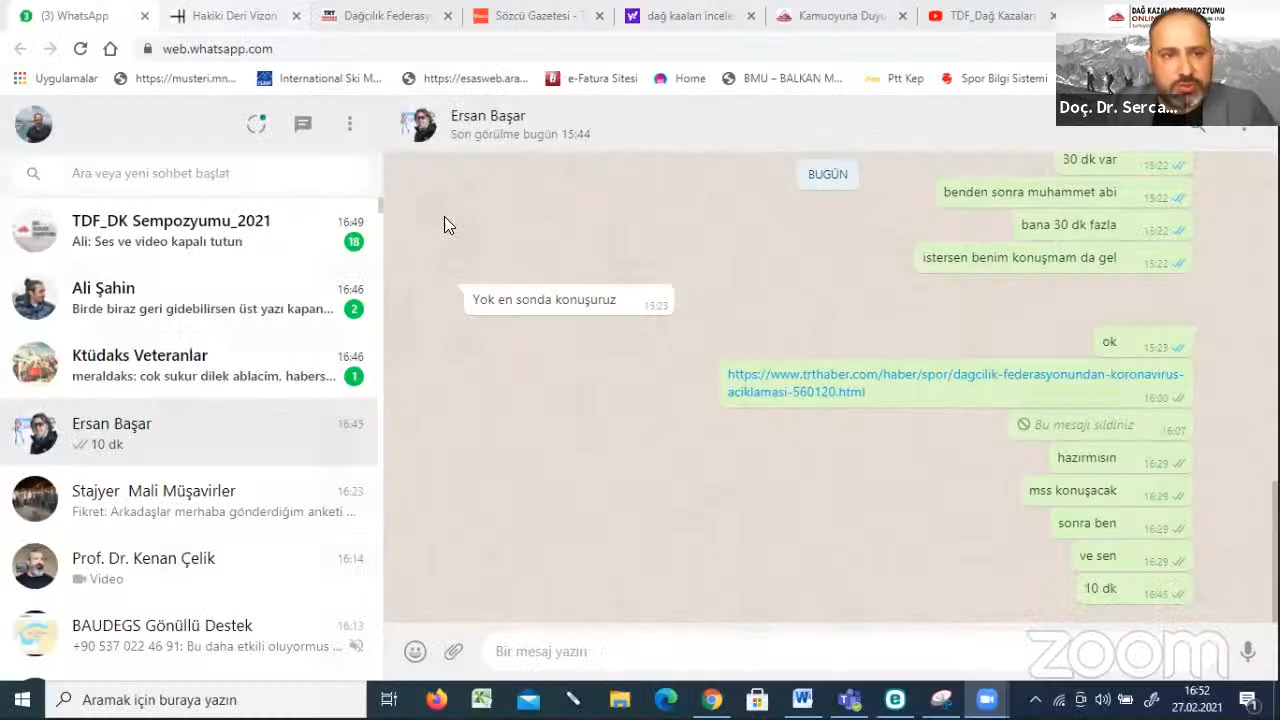 (3) WhatsApp
Hakiki Deri Vizon
Dağcılık Federasy
Sözcü Gazetesi - T
dağ kaaları incele
Kamuoyuna Duyu
TDF_Dağ Kazaları
web.whatsapp.com
Uygulamalar
https://musteri.mn...
International Ski M...
https://esasweb.ara...
e-Fatura Sitesi
Home
BMU – BALKAN M...
Ptt Kep
Spor Bilgi Sistemi
DAĞ KAZALARI SEMPOZYUMU
ONLIN
Doç. Dr. Serca...
Ersan Başar
Son görülme bugün 15:44
Ara veya yeni sohbet başlat
TDF_DK Sempozyumu_2021
16:49
Ali: Ses ve video kapalı tutun
18
Ali Şahin
16:46
Birde biraz geri gidebilirsen üst yazı kapan...
2
Ktüdaks Veteranlar
16:46
meraldaks: cok sukur dilek ablacim, habers...
1
Ersan Başar
16:45
10 dk
Stajyer Mali Müşavirler
16:23
Fikret: Arkadaşlar merhaba gönderdiğim anketi ...
Prof. Dr. Kenan Çelik
16:14
Video
BAUDEGS Gönüllü Destek
16:13
+90 537 022 46 91: Bu daha etkili oluyormus ...
30 dk var
15:22
BUGÜN
benden sonra muhammet abi
15:22
bana 30 dk fazla
15:22
istersen benim konuşmam da gel
15:22
Yok en sonda konuşuruz
15:23
ok
15:23
https://www.trthaber.com/haber/spor/dagcilik-federasyonundan-koronavirus-
aciklamasi-560120.html
16:00
Bu mesajı sildiniz
16:07
hazırmısın
16:29
mss konuşacak
16:29
sonra ben
16:29
ve sen
16:29
10 dk
16:45
Bir mesaj yazın
zoom
Aramak için buraya yazın
16:52
27.02.2021
1